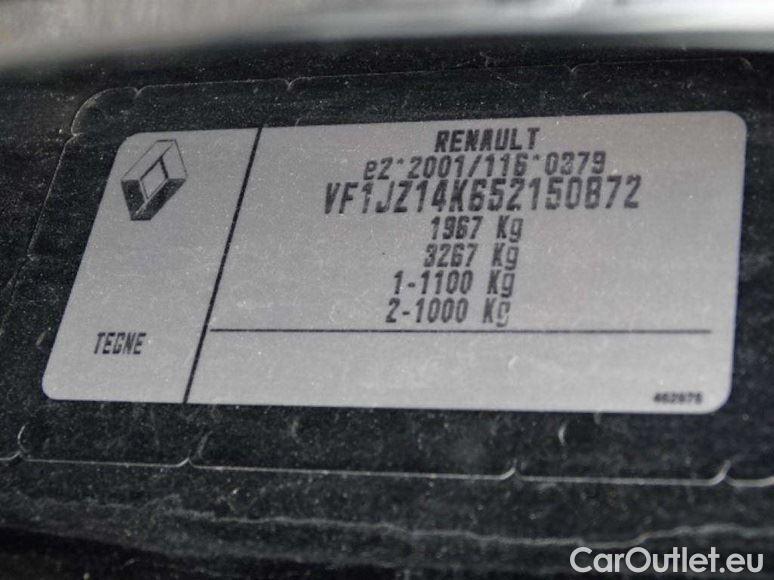 RENAULT
e2*2001/116*0379
VF1JZ14K652150872
1967 Kg
3267 Kg
1-1100 Kg
2-1000 Kg
TEGNE
462675
CarOutlet.eu